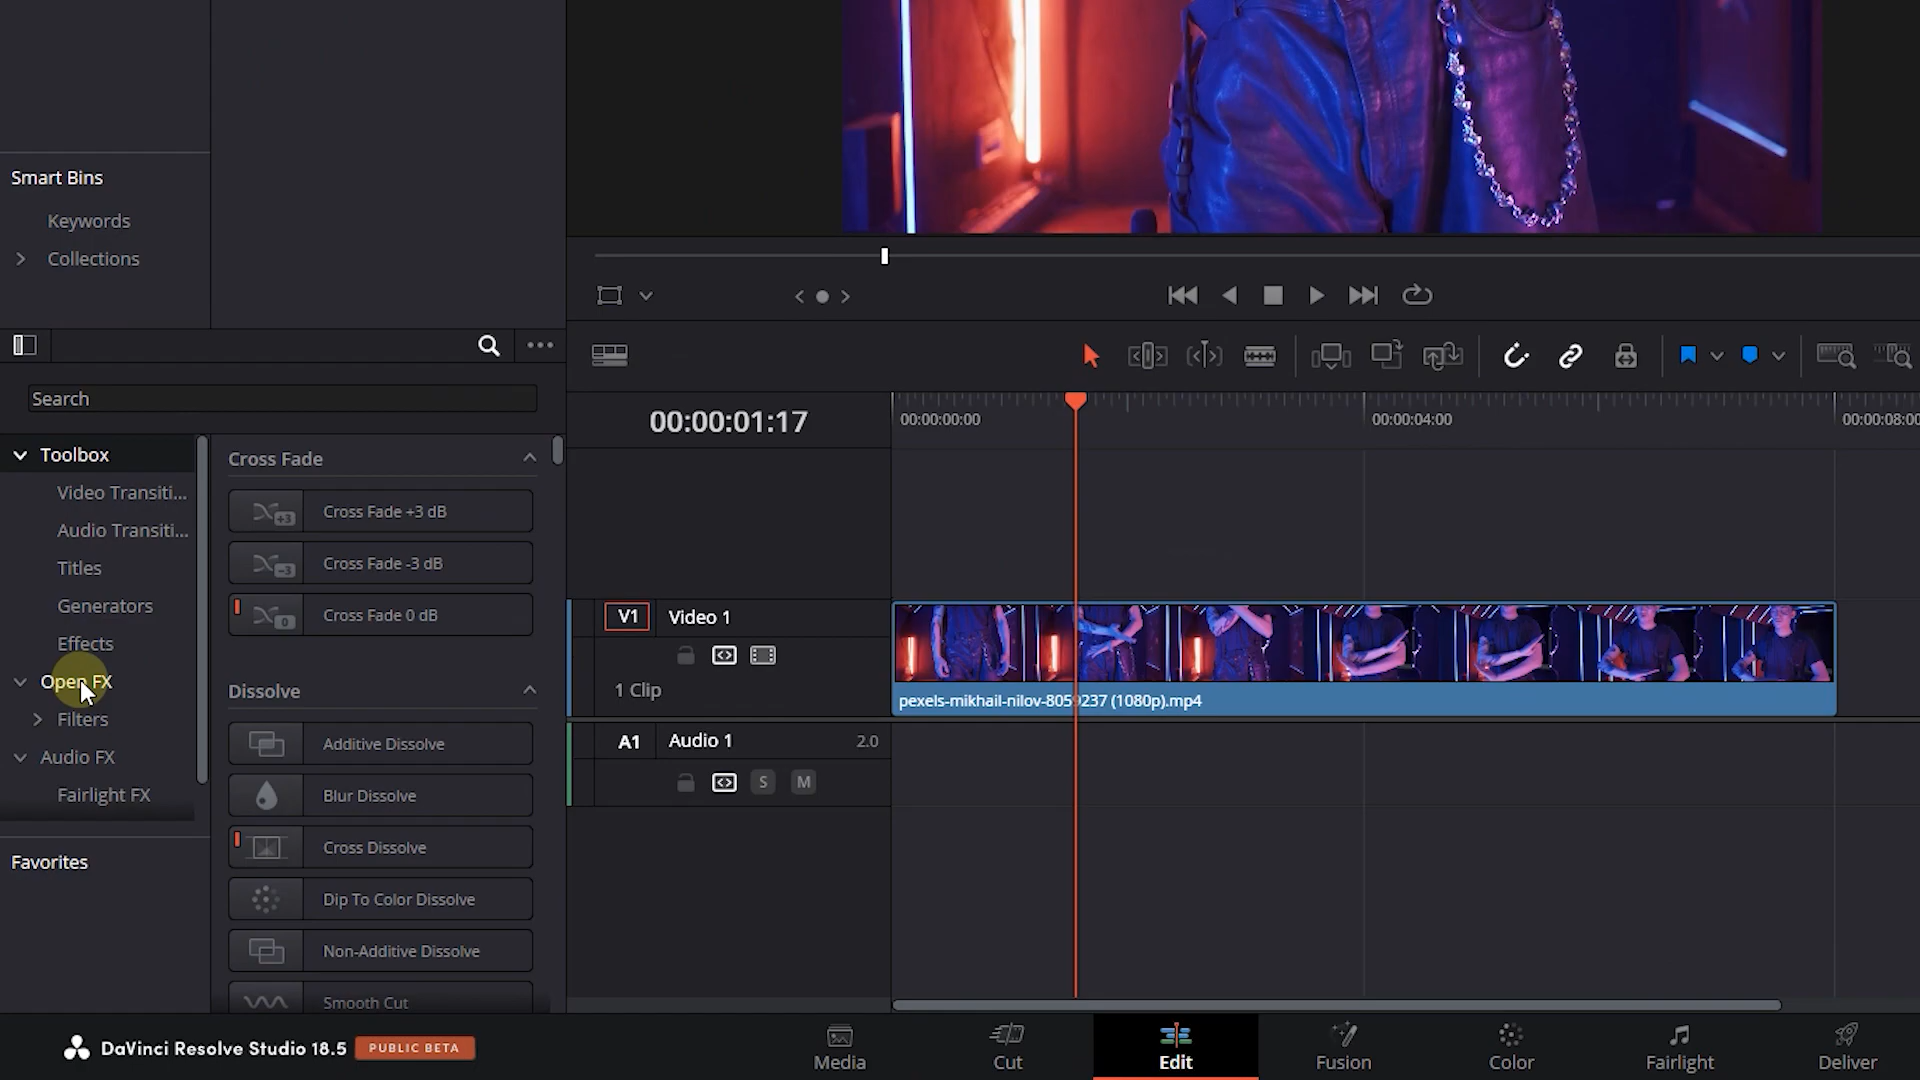 Smart Bins
Keywords
Collections
Search
Toolbox
Video Transiti...
Audio Transiti...
Titles
Generators
Effects
Open FX
Filters
Audio FX
Fairlight FX
Favorites
Cross Fade
+3 Cross Fade +3 dB
-3 Cross Fade -3 dB
0 Cross Fade 0 dB
Dissolve
Additive Dissolve
Blur Dissolve
Cross Dissolve
Dip To Color Dissolve
Non-Additive Dissolve
Smooth Cut
00:00:01:17
00:00:00:00
00:00:04:00
00:00:08:00
V1 Video 1
1 Clip
pexels-mikhail-nilov-8059237 (1080p).mp4
A1 Audio 1 2.0
S M
DaVinci Resolve Studio 18.5 PUBLIC BETA
Media
Cut
Edit
Fusion
Color
Fairlight
Deliver